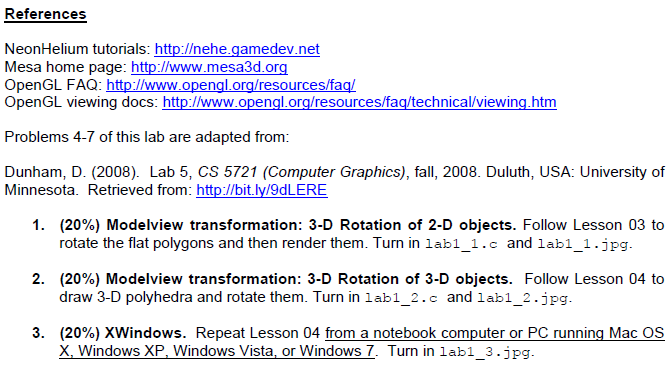 References
NeonHelium tutorials: http://nehe.gamedev.net
Mesa home page: http://www.mesa3d.org
OpenGL FAQ: http://www.opengl.org/resources/faq/
OpenGL viewing docs: http://www.opengl.org/resources/faq/technical/viewing.htm
Problems 4-7 of this lab are adapted from:
Dunham, D. (2008). Lab 5, CS 5721 (Computer Graphics), fall, 2008. Duluth, USA: University of
Minnesota. Retrieved from: http://bit.ly/9dLERE
1. (20%) Modelview transformation: 3-D Rotation of 2-D objects. Follow Lesson 03 to
rotate the flat polygons and then render them. Turn in lab1_1.c and lab1_1.jpg.
2. (20%) Modelview transformation: 3-D Rotation of 3-D objects. Follow Lesson 04 to
draw 3-D polyhedra and rotate them. Turn in lab1_2.c and lab1_2.jpg.
3. (20%) XWindows. Repeat Lesson 04 from a notebook computer or PC running Mac OS
X, Windows XP, Windows Vista, or Windows 7. Turn in lab1_3.jpg.